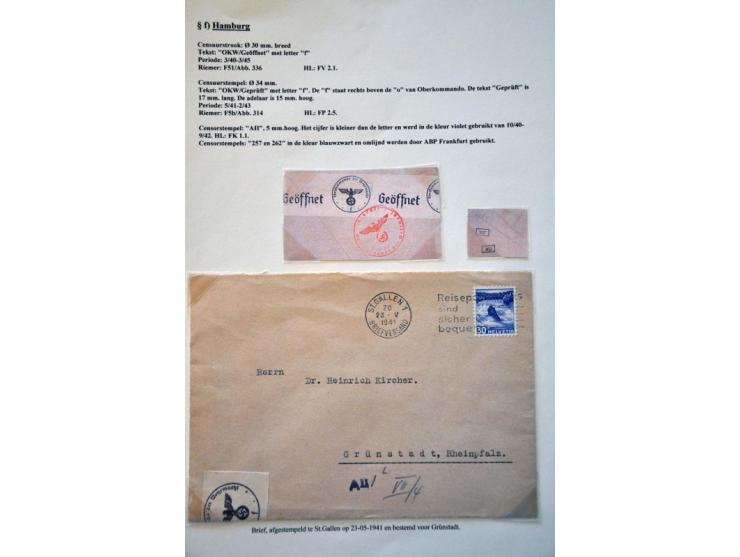 § f) Hamburg
Censuurstrook: Ø 30 mm. breed
Tekst: "OKW/Geöffnet" met letter "f"
Periode: 3/40-3/45
Riemer: F51/Abb. 336 HL: FV 2.1.
Censuurstempel: Ø 34 mm.
Tekst: "OKW/Geprüft" met letter "f". De "f" staat rechts boven de "o" van Oberkommando. De tekst "Geprüft" is
17 mm. lang. De adelaar is 15 mm. hoog.
Periode: 5/41-2/43
Riemer: F5b/Abb. 314 HL: FP 2.5.
Censorstempel: "AII", 5 mm.hoog. Het cijfer is kleiner dan de letter en werd in de kleur violet gebruikt van 10/40-
9/42. HL: FK 1.1.
Censorstempels: "257 en 262" in de kleur blauwzwart en omlijnd werden door ABP Frankfurt gebruikt.
Geöffnet
Geöffnet
Geöf
ST. GALLEN 1
20
23 - V
1941
BRIEFVERSAND
Reisep
sind
sicher
beque
30 HELVETIA
Herrn
Dr. Heinrich Kircher.
Grünstadt, Rheinpfalz.
AII/
L.
VII/4
Brief, afgestempeld te St.Gallen op 23-05-1941 en bestemd voor Grünstadt.